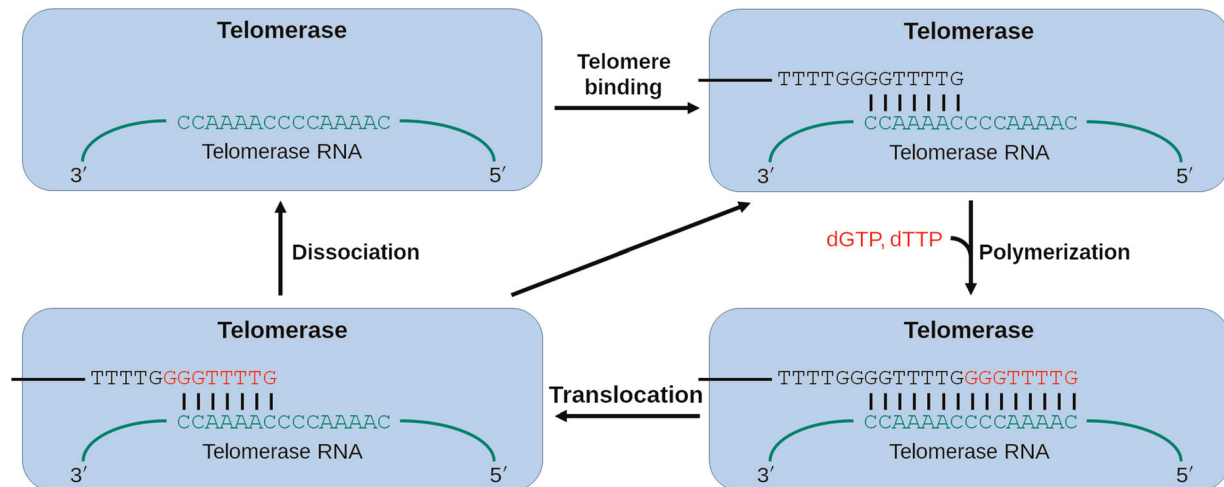 Telomerase
CCAAAACCCCAAAAC
Telomerase RNA
3′
5′
Telomere
binding
Telomerase
TTTTGGGGTTTTG
CCAAAACCCCAAAAC
Telomerase RNA
3′
5′
Dissociation
dGTP, dTTP
Polymerization
Telomerase
TTTTGGGGTTTTG
CCAAAACCCCAAAAC
Telomerase RNA
3′
5′
Translocation
Telomerase
TTTTGGGGTTTTGGGGTTTTG
CCAAAACCCCAAAAC
Telomerase RNA
3′
5′